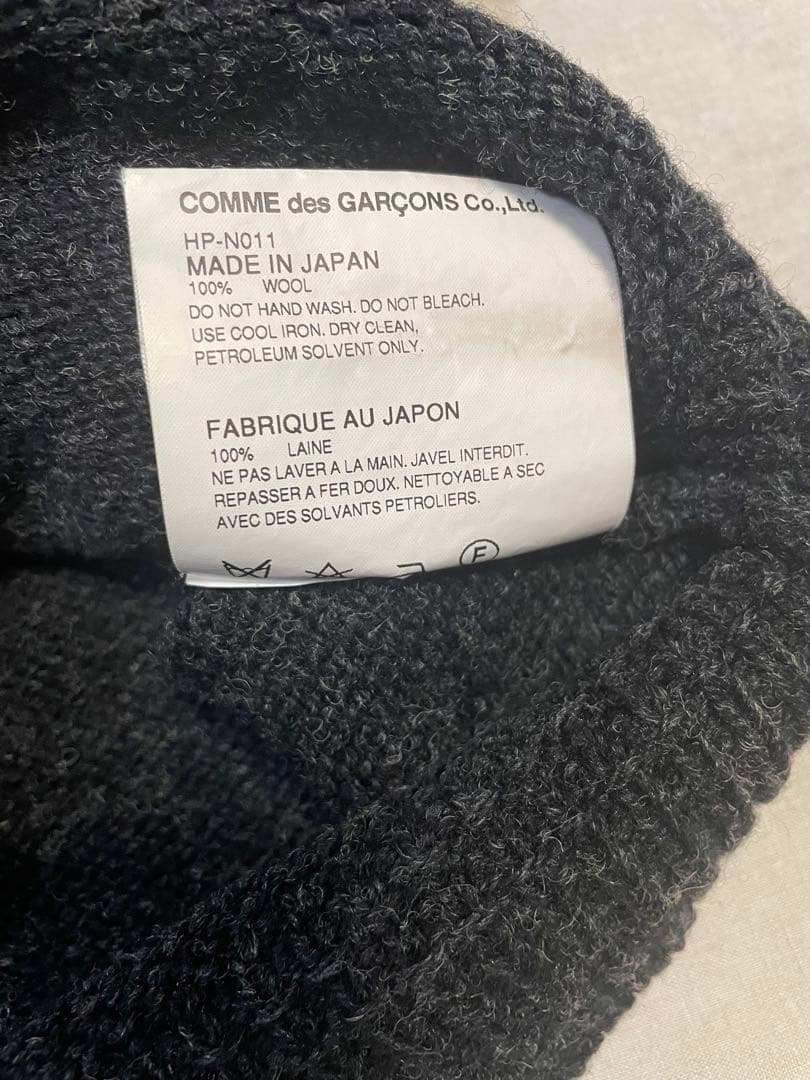 COMME des GARÇONS Co.,Ltd.
HP-N011
MADE IN JAPAN
100% WOOL
DO NOT HAND WASH. DO NOT BLEACH.
USE COOL IRON. DRY CLEAN,
PETROLEUM SOLVENT ONLY.
FABRIQUE AU JAPON
100% LAINE
NE PAS LAVER A LA MAIN. JAVEL INTERDIT.
REPASSER A FER DOUX. NETTOYABLE A SEC
AVEC DES SOLVANTS PETROLIERS.
F